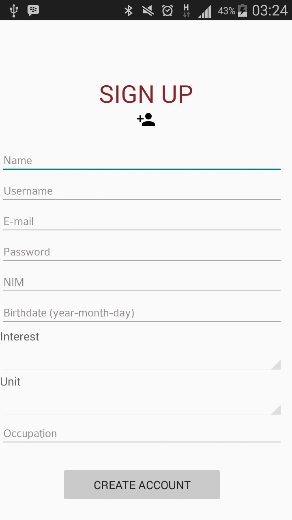 H 43% 03:24
SIGN UP
Name
Username
E-mail
Password
NIM
Birthdate (year-month-day)
Interest
Unit
Occupation
CREATE ACCOUNT